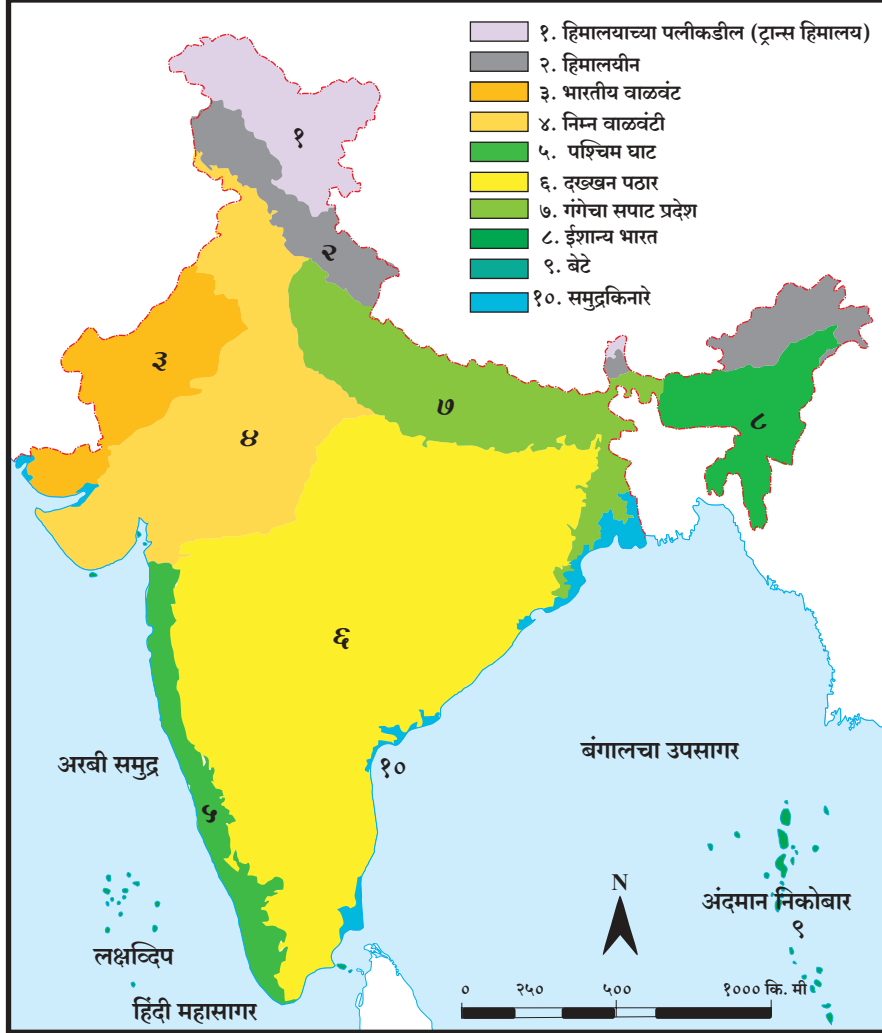 १. हिमालयाच्या पलीकडील (ट्रान्स हिमालय)
२. हिमालयीन
३. भारतीय वाळवंट
४. निम्न वाळवंटी
५. पश्चिम घाट
६. दख्खन पठार
७. गंगेचा सपाट प्रदेश
८. ईशान्य भारत
९. बेटे
१०. समुद्रकिनारे
१
२
३
४
७
८
६
अरबी समुद्र
१०
बंगालचा उपसागर
५
N
अंदमान निकोबार
९
लक्षव्दिप
हिंदी महासागर
० २५० ५०० १००० कि. मी